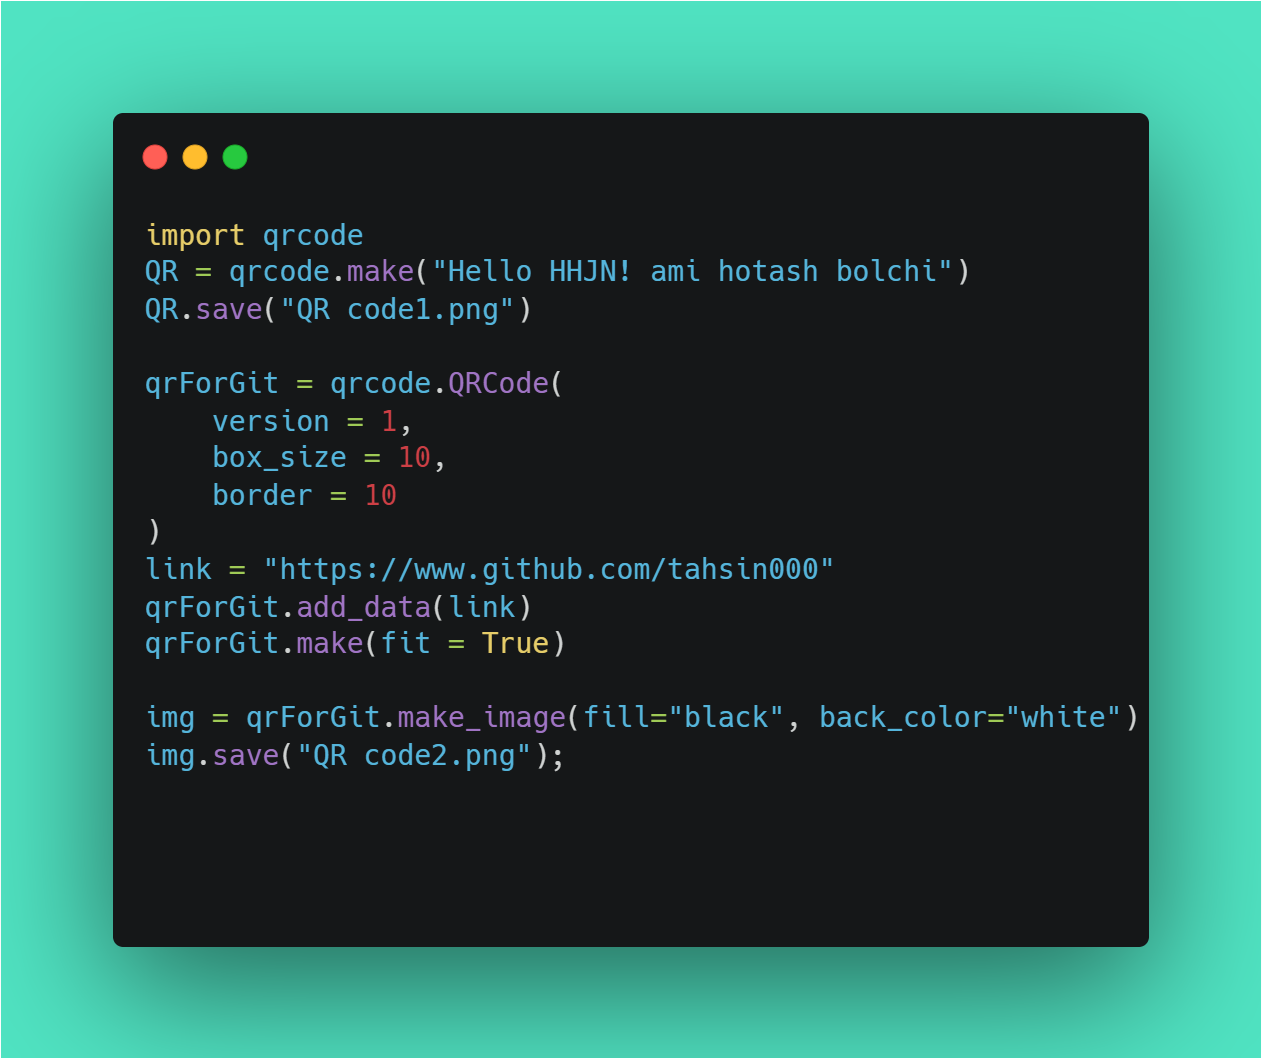 import qrcode
QR = qrcode.make("Hello HHJN! ami hotash bolchi")
QR.save("QR code1.png")

qrForGit = qrcode.QRCode(
    version = 1,
    box_size = 10,
    border = 10
)
link = "https://www.github.com/tahsin000"
qrForGit.add_data(link)
qrForGit.make(fit = True)

img = qrForGit.make_image(fill="black", back_color="white")
img.save("QR code2.png");